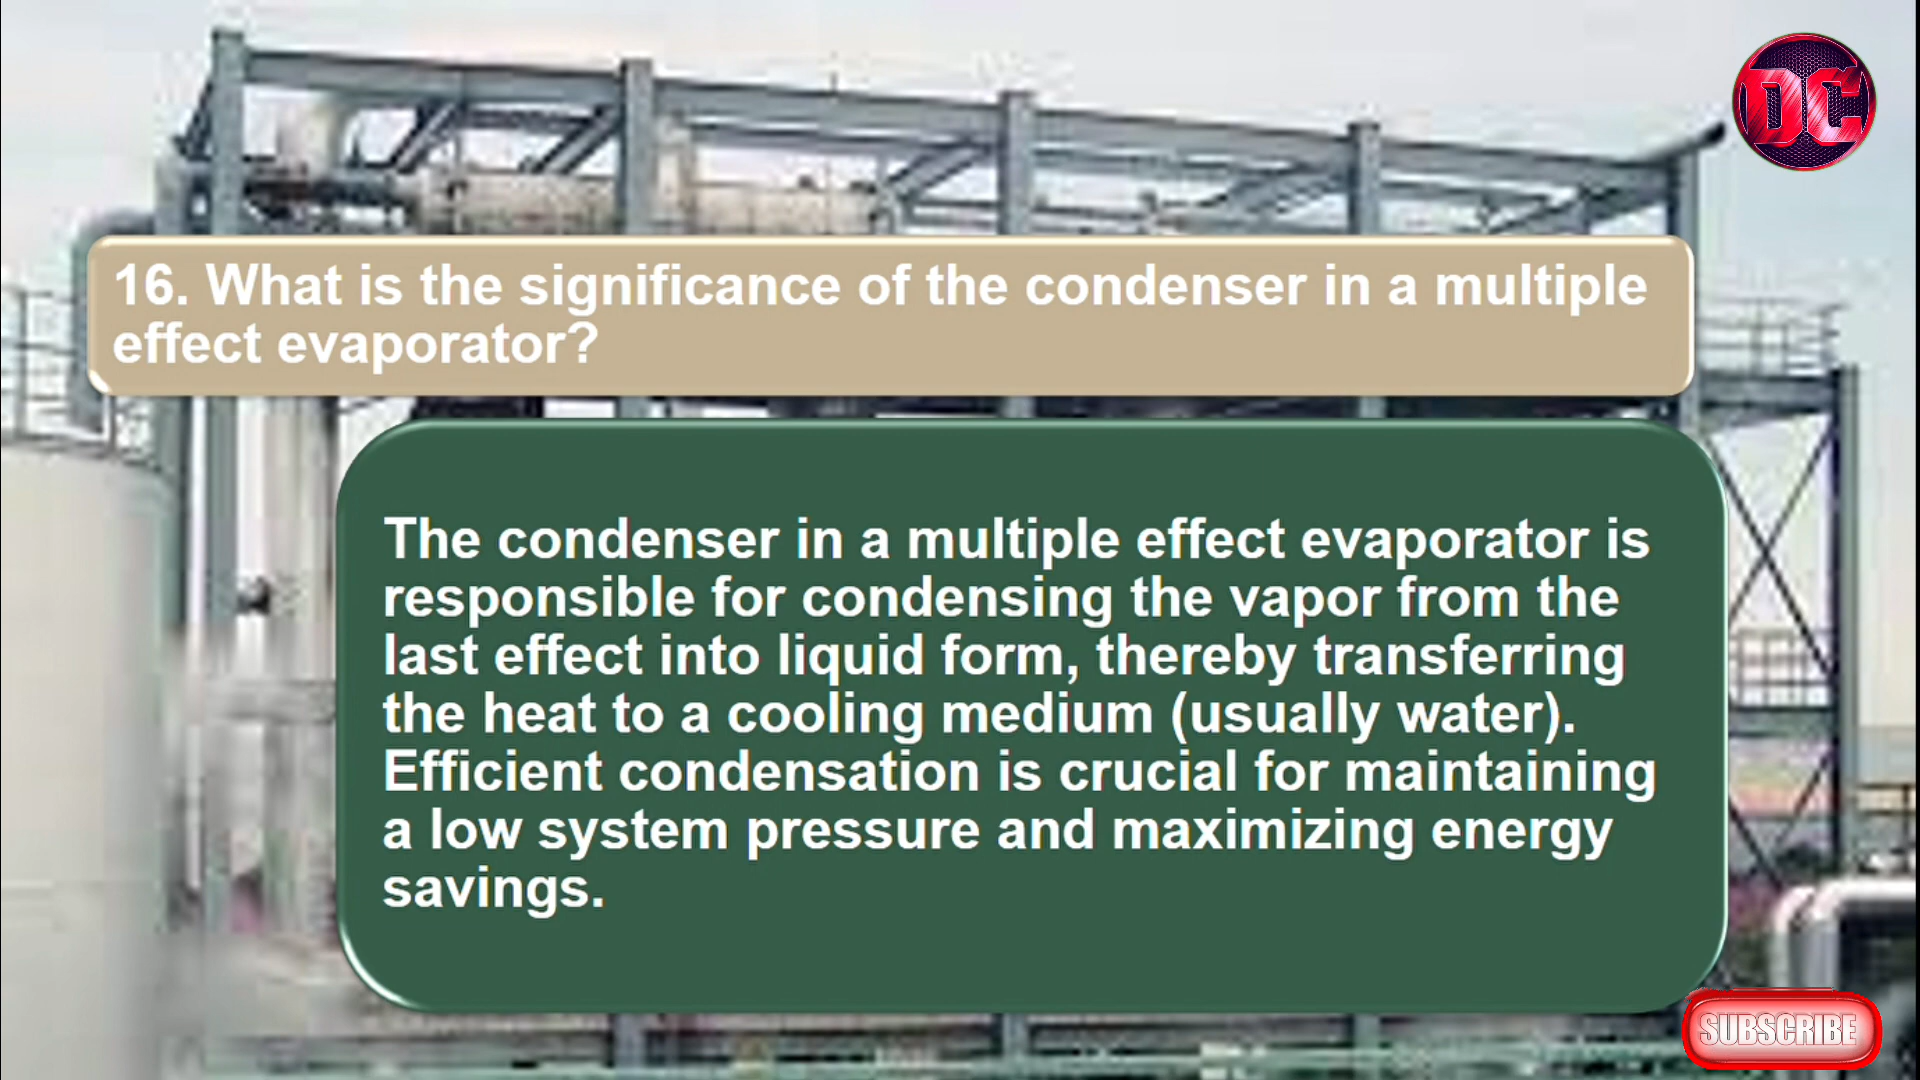 DC
16. What is the significance of the condenser in a multiple
effect evaporator?
The condenser in a multiple effect evaporator is
responsible for condensing the vapor from the
last effect into liquid form, thereby transferring
the heat to a cooling medium (usually water).
Efficient condensation is crucial for maintaining
a low system pressure and maximizing energy
savings.
SUBSCRIBE